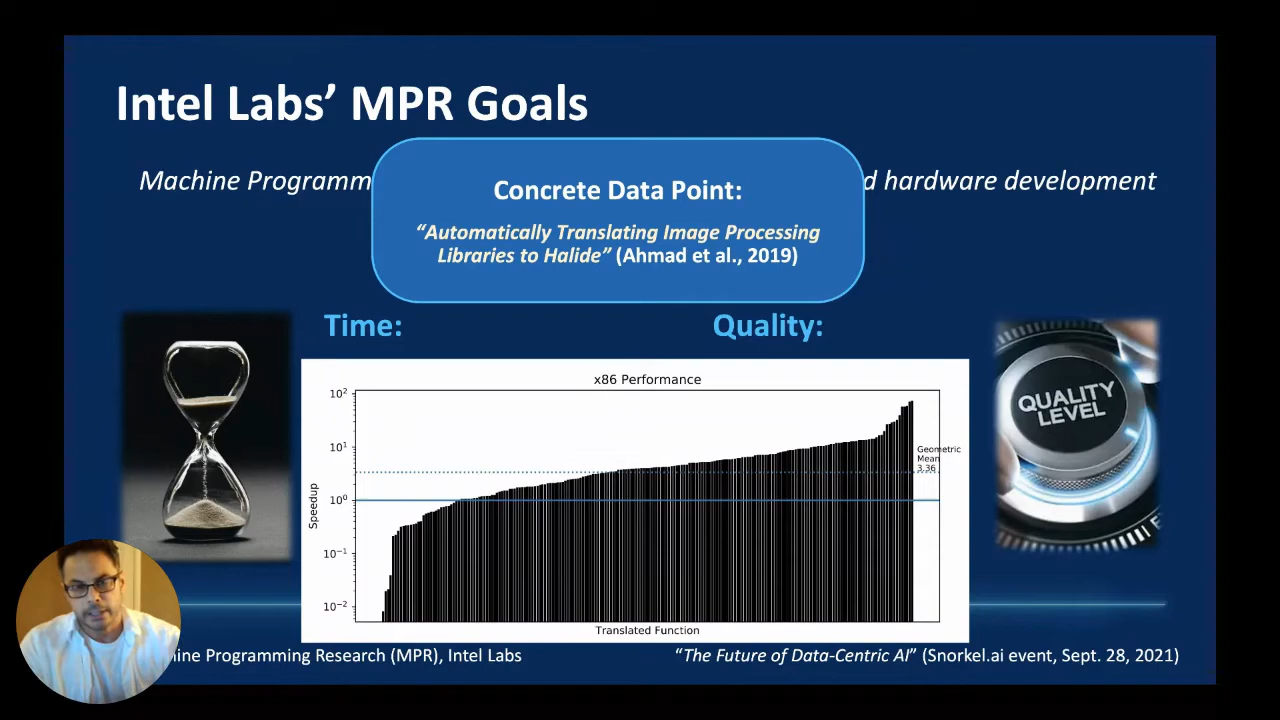 Intel Labs’ MPR Goals
Machine Programm
d hardware development
Concrete Data Point:
“Automatically Translating Image Processing
Libraries to Halide” (Ahmad et al., 2019)
Time:
Quality:
QUALITY
LEVEL
x86 Performance
10²
10¹
10⁰
10⁻¹
10⁻²
Speedup
Geometric
Mean
3.36
Translated Function
ine Programming Research (MPR), Intel Labs
“The Future of Data-Centric AI” (Snorkel.ai event, Sept. 28, 2021)